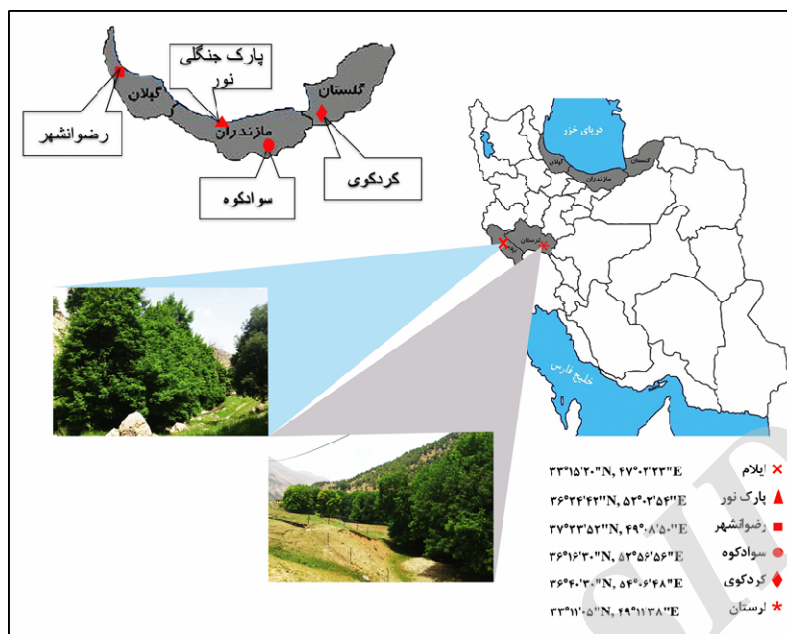 پارک جنگلی
نور
گیلان
گلستان
رضوانشهر
مازندران
کردکوی
سوادکوه
دریای خزر
گیلان
مازندران
گلستان
لرستان
خلیج فارس
ایلام ۳۳°۱۵'۲۰"N, ۴۷°۰۲'۲۳"E
پارک نور ۳۶°۳۴'۴۲"N, ۵۲°۰۲'۵۴"E
رضوانشهر ۳۷°۲۳'۵۲"N, ۴۹°۰۸'۵۰"E
سوادکوه ۳۶°۱۶'۳۰"N, ۵۲°۵۶'۵۶"E
کردکوی ۳۶°۴۰'۳۰"N, ۵۴°۰۶'۴۸"E
لرستان ۳۳°۱۱'۰۵"N, ۴۹°۱۱'۳۸"E